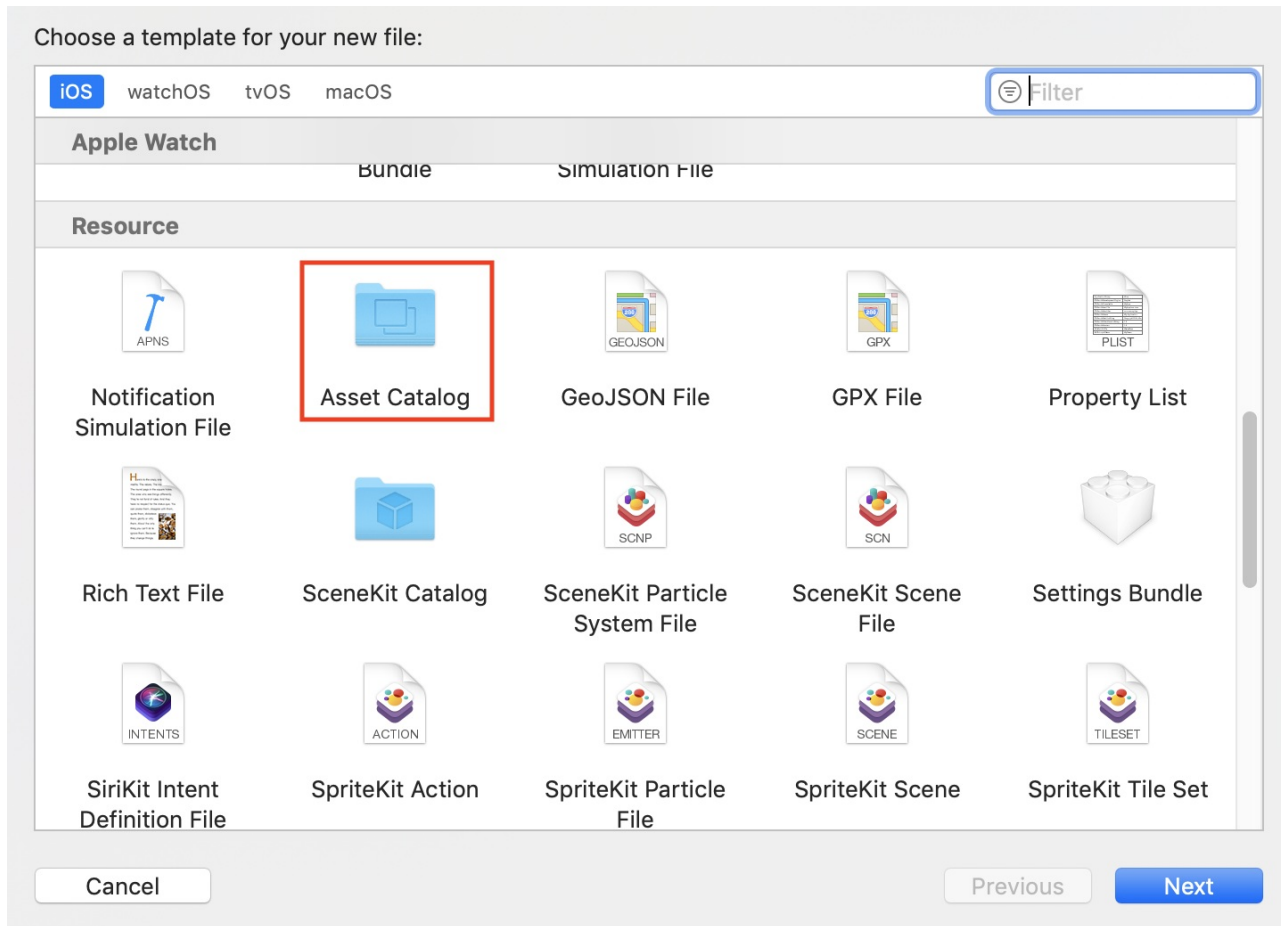 Choose a template for your new file:
iOS watchOS tvOS macOS Filter
Apple Watch
Bundle Simulation File
Resource
APNS GEOJSON GPX PLIST
Notification Asset Catalog GeoJSON File GPX File Property List
Simulation File
SCNP SCN
Rich Text File SceneKit Catalog SceneKit Particle SceneKit Scene Settings Bundle
System File File
INTENTS ACTION EMITTER SCENE TILESET
SiriKit Intent SpriteKit Action SpriteKit Particle SpriteKit Scene SpriteKit Tile Set
Definition File File
Cancel Previous Next